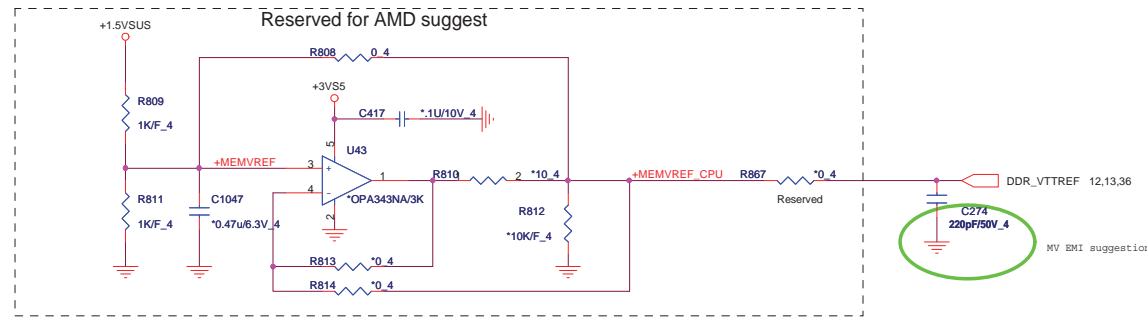 Reserved for AMD suggest
+1.5VSUS
R808 0_4
+3VS5
R809
1K/F_4
C417 *.1U/10V_4
5
U43
+MEMVREF 3 +
1
R810 1 2 *10_4
+MEMVREF_CPU
R867 *0_4
Reserved
DDR_VTTREF 12,13,36
4 −
2
*OPA343NA/3K
R811
1K/F_4
C1047
*0.47u/6.3V_4
R812
*10K/F_4
C274
220pF/50V_4
MV EMI suggestion
R813 *0_4
R814 *0_4